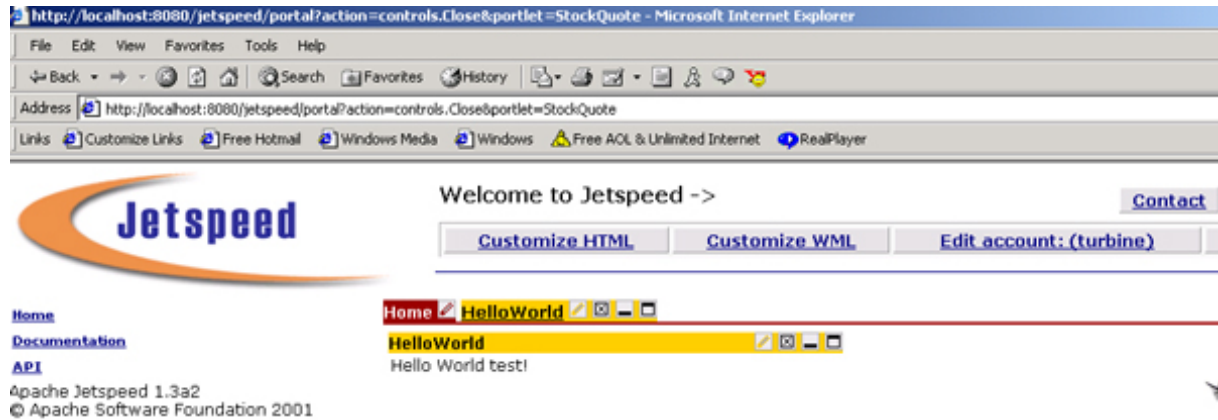 http://localhost:8080/jetspeed/portal?action=controls.Close&portlet=StockQuote - Microsoft Internet Explorer
File Edit View Favorites Tools Help
Back Search Favorites History
Address http://localhost:8080/jetspeed/portal?action=controls.Close&portlet=StockQuote
Links Customize Links Free Hotmail Windows Media Windows Free AOL & Unlimited Internet RealPlayer
Jetspeed
Welcome to Jetspeed ->
Contact
Customize HTML Customize WML Edit account: (turbine)
Home HelloWorld
HelloWorld
Hello World test!
Home
Documentation
API
Apache Jetspeed 1.3a2
© Apache Software Foundation 2001